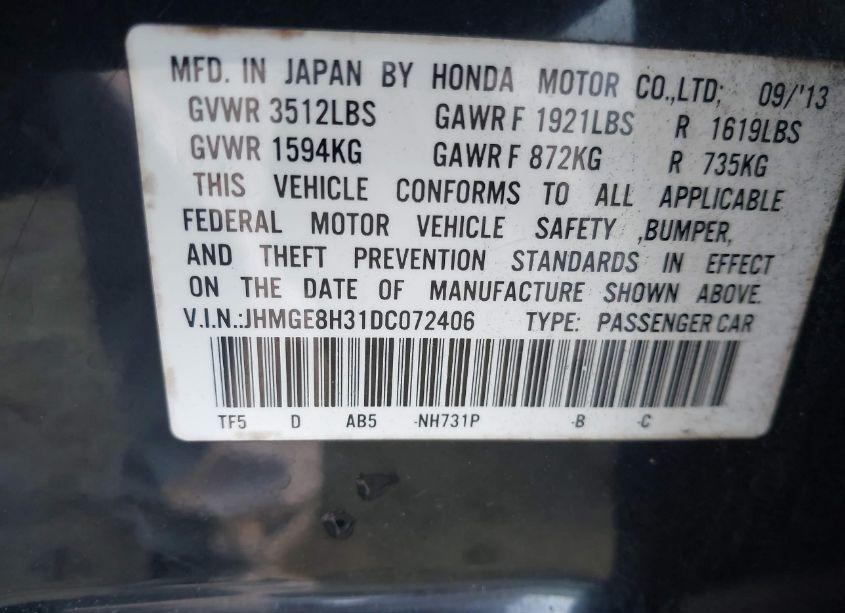 MFD. IN JAPAN BY HONDA MOTOR CO.,LTD; 09/'13
GVWR 3512LBS GAWR F 1921LBS R 1619LBS
GVWR 1594KG GAWR F 872KG R 735KG
THIS VEHICLE CONFORMS TO ALL APPLICABLE
FEDERAL MOTOR VEHICLE SAFETY ,BUMPER,
AND THEFT PREVENTION STANDARDS IN EFFECT
ON THE DATE OF MANUFACTURE SHOWN ABOVE.
V.I.N.:JHMGE8H31DC072406 TYPE: PASSENGER CAR
TF5 D AB5 -NH731P -B -C